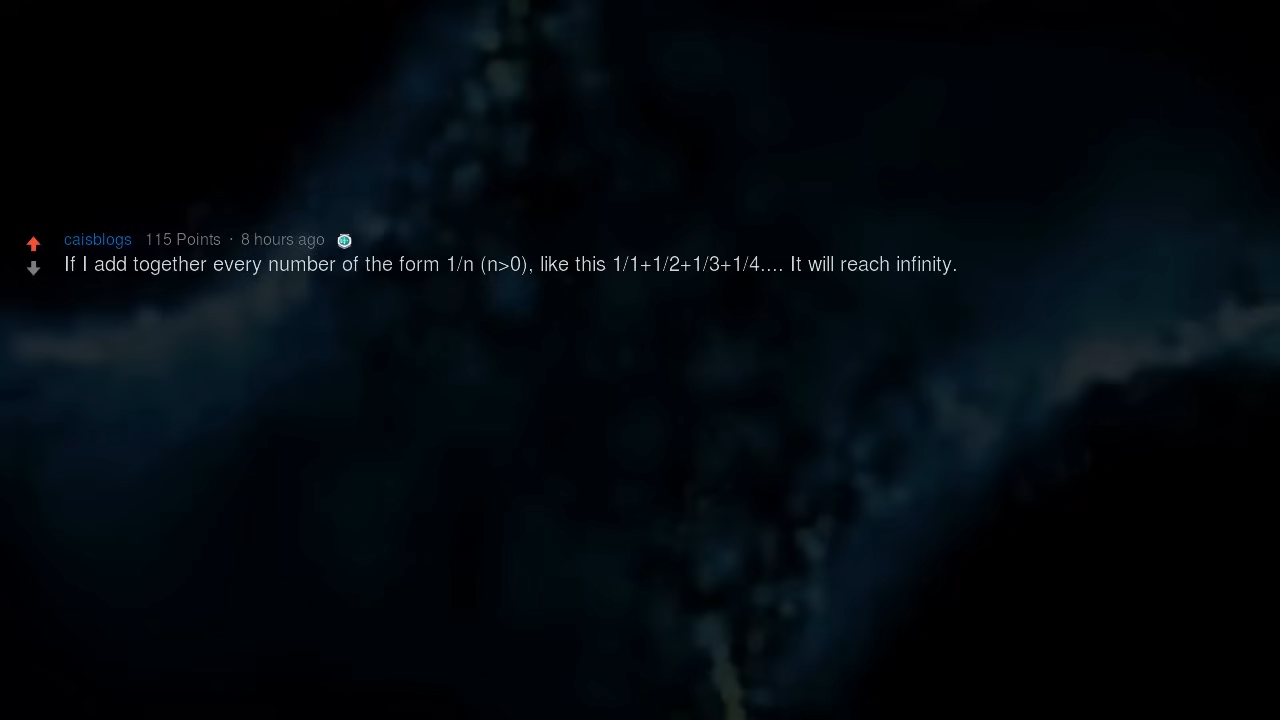 caisblogs 115 Points · 8 hours ago
If I add together every number of the form 1/n (n>0), like this 1/1+1/2+1/3+1/4.... It will reach infinity.